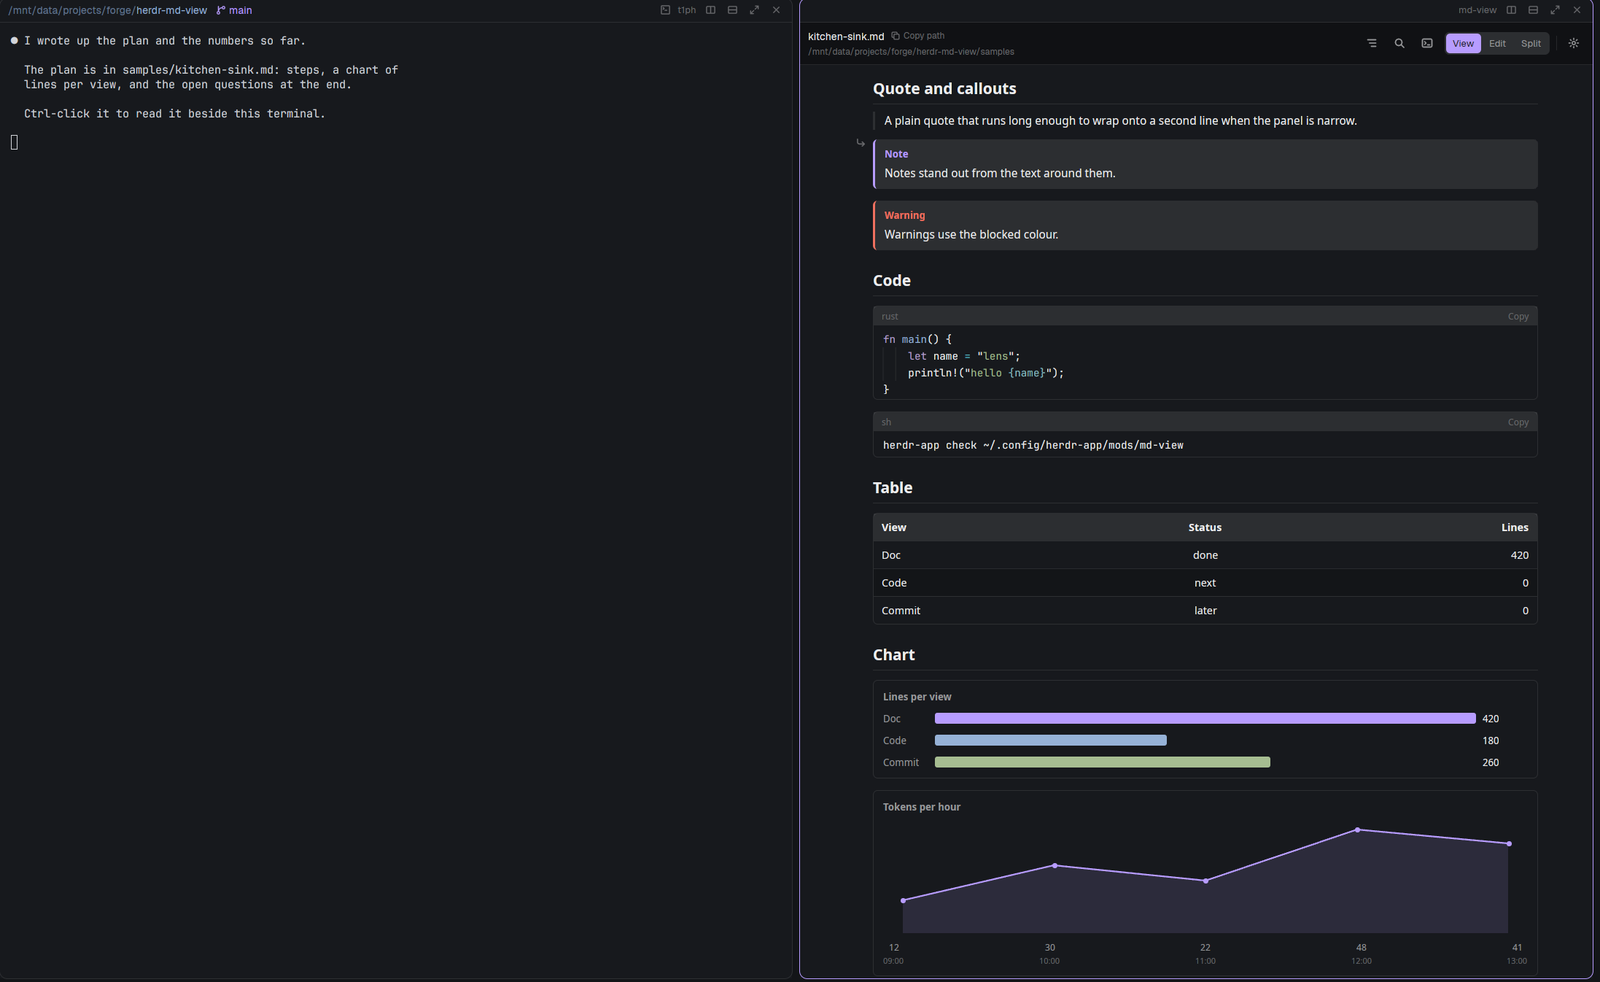 /mnt/data/projects/forge/herdr-md-view main
t1ph
I wrote up the plan and the numbers so far.
The plan is in samples/kitchen-sink.md: steps, a chart of
lines per view, and the open questions at the end.
Ctrl-click it to read it beside this terminal.
md-view
kitchen-sink.md Copy path
/mnt/data/projects/forge/herdr-md-view/samples
View Edit Split
Quote and callouts
A plain quote that runs long enough to wrap onto a second line when the panel is narrow.
Note
Notes stand out from the text around them.
Warning
Warnings use the blocked colour.
Code
rust Copy
fn main() {
    let name = "lens";
    println!("hello {name}");
}
sh Copy
herdr-app check ~/.config/herdr-app/mods/md-view
Table
View Status Lines
Doc done 420
Code next 0
Commit later 0
Chart
Lines per view
Doc 420
Code 180
Commit 260
Tokens per hour
12 30 22 48 41
09:00 10:00 11:00 12:00 13:00